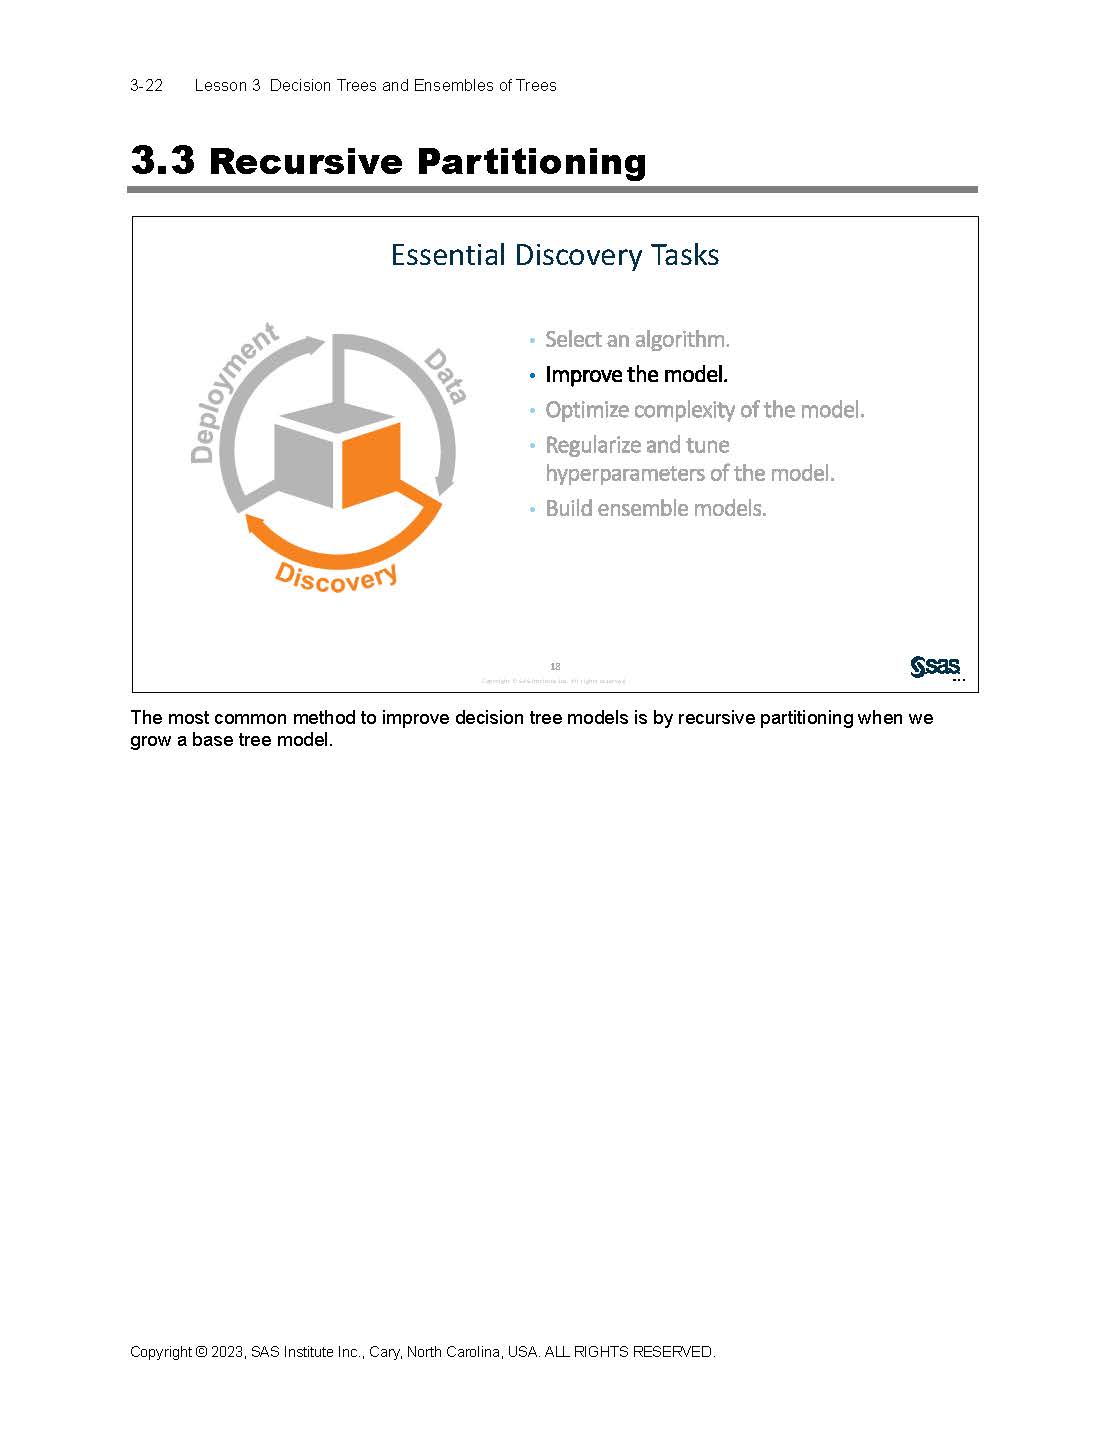 3-22 Lesson 3 Decision Trees and Ensembles of Trees
3.3 Recursive Partitioning
Essential Discovery Tasks
Deployment
Data
Discovery
• Select an algorithm.
• Improve the model.
• Optimize complexity of the model.
• Regularize and tune
hyperparameters of the model.
• Build ensemble models.
18
Copyright © SAS Institute Inc. All rights reserved.
sas
...
The most common method to improve decision tree models is by recursive partitioning when we
grow a base tree model.
Copyright © 2023, SAS Institute Inc., Cary, North Carolina, USA. ALL RIGHTS RESERVED.